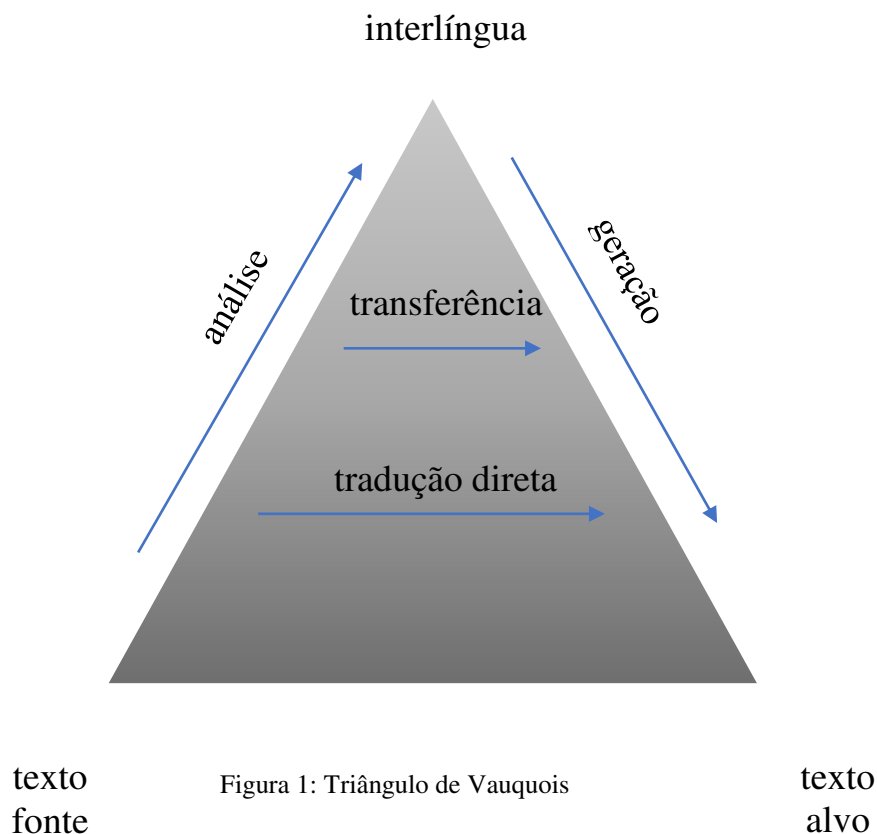 interlíngua
análise
geração
transferência
tradução direta
texto
fonte
Figura 1: Triângulo de Vauquois
texto
alvo